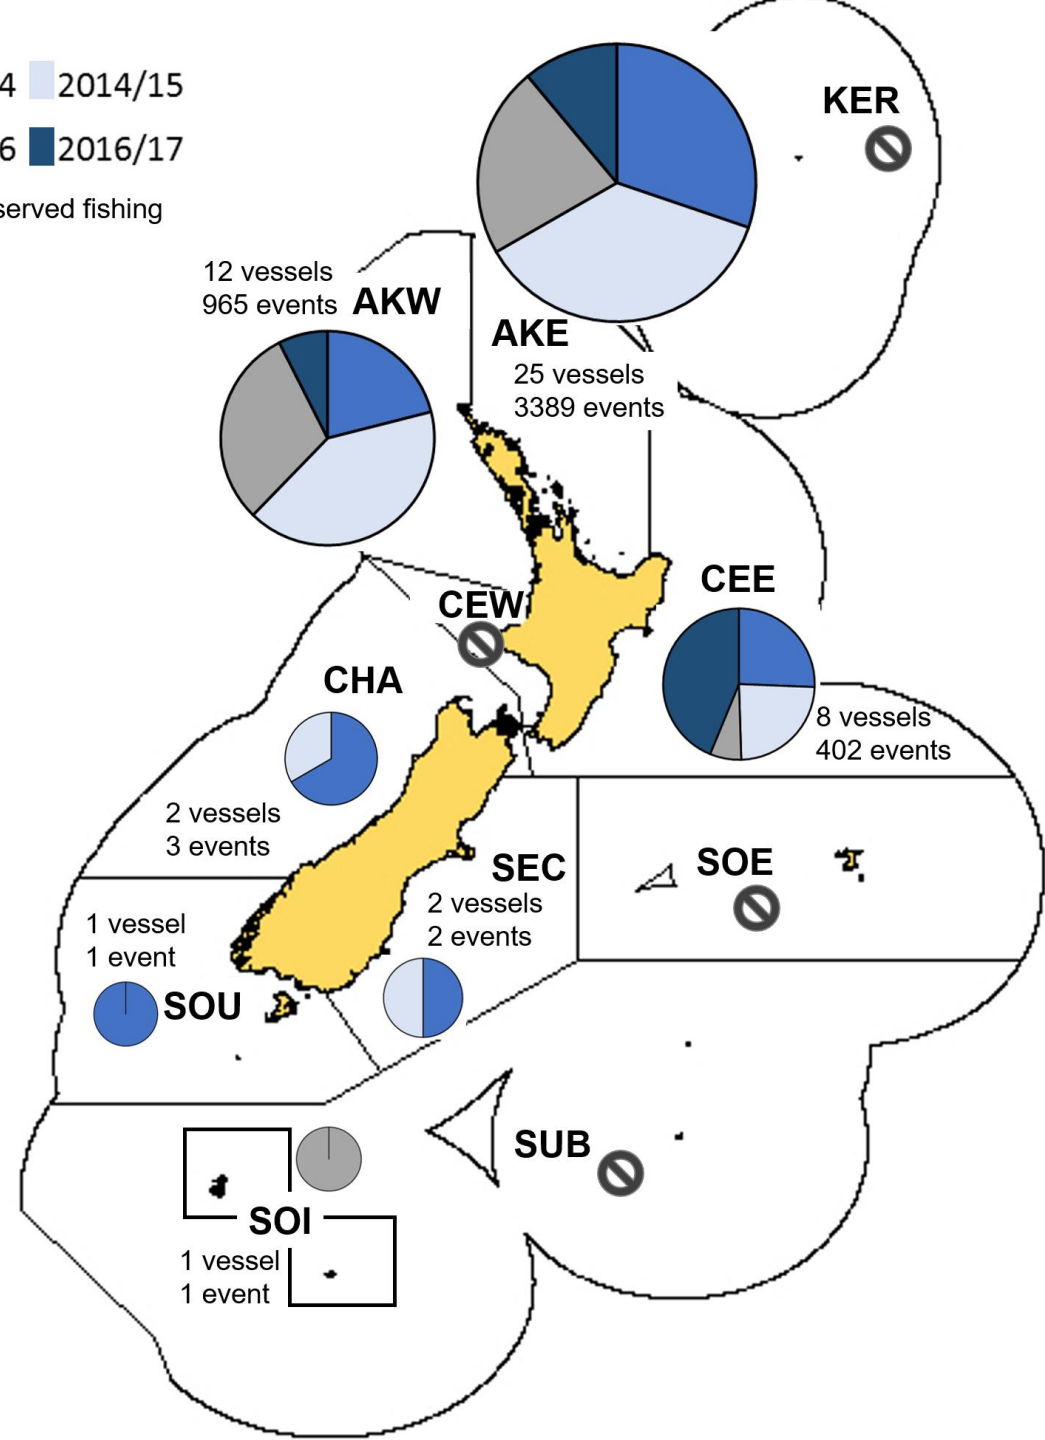 4 2014/15
6 2016/17
served fishing
KER
12 vessels
965 events
AKW
AKE
25 vessels
3389 events
CEE
CEW
CHA
8 vessels
402 events
2 vessels
3 events
SEC
SOE
2 vessels
2 events
1 vessel
1 event
SOU
SUB
SOI
1 vessel
1 event